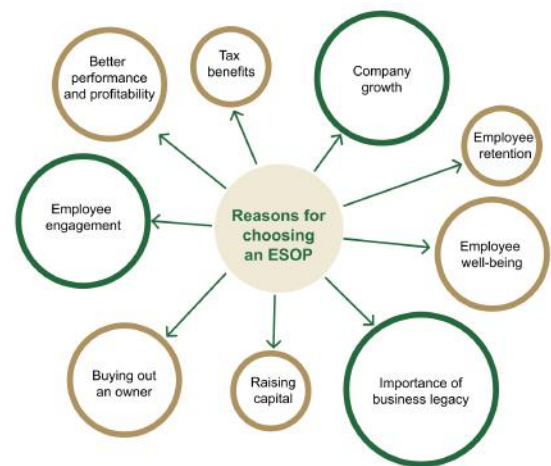 Better
performance
and profitability
Tax
benefits
Company
growth
Employee
retention
Employee
engagement
Reasons for
choosing
an ESOP
Employee
well-being
Buying out
an owner
Raising
capital
Importance of
business legacy